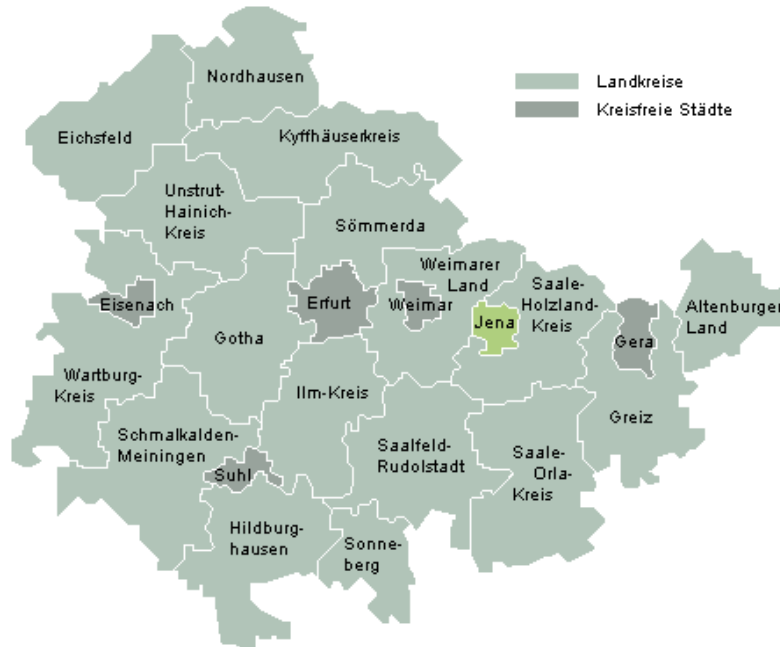 Nordhausen
Landkreise
Kreisfreie Städte
Eichsfeld
Kyffhäuserkreis
Unstrut-
Hainich-
Kreis
Sömmerda
Weimarer
Land
Saale-
Holzland-
Kreis
Eisenach
Erfurt
Weimar
Jena
Altenburger
Land
Gotha
Gera
Wartburg-
Kreis
Ilm-Kreis
Greiz
Schmalkalden-
Meiningen
Saalfeld-
Rudolstadt
Saale-
Orla-
Kreis
Suhl
Hildburg-
hausen
Sonne-
berg